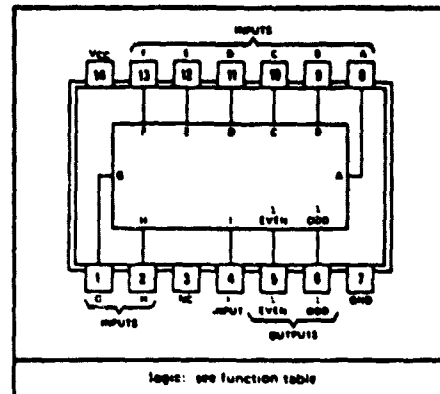 INPUTS
VCC F E D C B A
14 13 12 11 10 9 8
F E D C B
G A
H I Σ EVEN Σ ODD
1 2 3 4 5 6 7
G H NC I Σ Σ GND
INPUT EVEN ODD
INPUTS OUTPUTS
logic: see function table